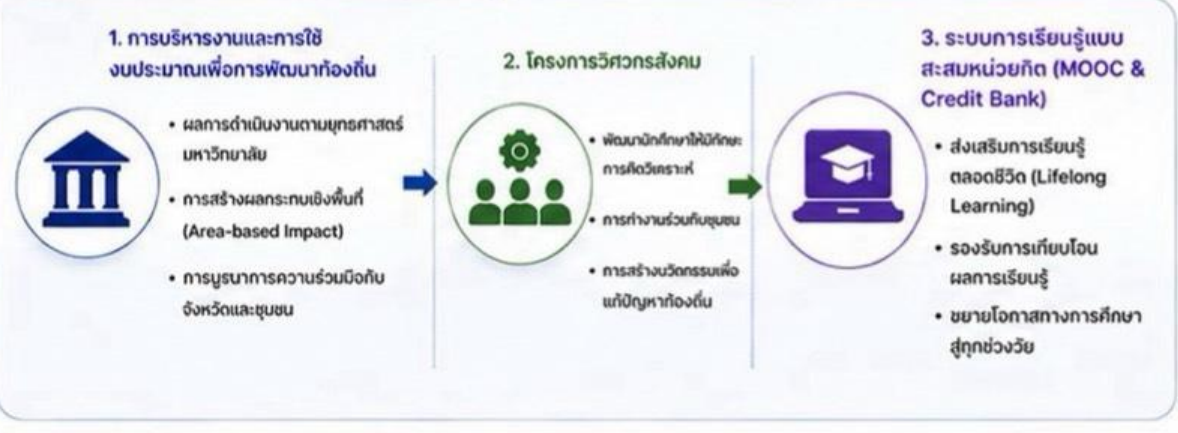 1. การบริหารงานและการใช้
งบประมาณเพื่อการพัฒนาท้องถิ่น
• ผลการดำเนินงานตามยุทธศาสตร์
มหาวิทยาลัย
• การสร้างผลกระทบเชิงพื้นที่
(Area-based Impact)
• การบูรณาการความร่วมมือกับ
จังหวัดและชุมชน
2. โครงการวิศวกรสังคม
• พัฒนานักศึกษาให้มีทักษะ
การคิดวิเคราะห์
• การทำงานร่วมกับชุมชน
• การสร้างนวัตกรรมเพื่อ
แก้ปัญหาท้องถิ่น
3. ระบบการเรียนรู้แบบ
สะสมหน่วยกิต (MOOC &
Credit Bank)
• ส่งเสริมการเรียนรู้
ตลอดชีวิต (Lifelong
Learning)
• รองรับการเทียบโอน
ผลการเรียนรู้
• ขยายโอกาสทางการศึกษา
สู่ทุกช่วงวัย